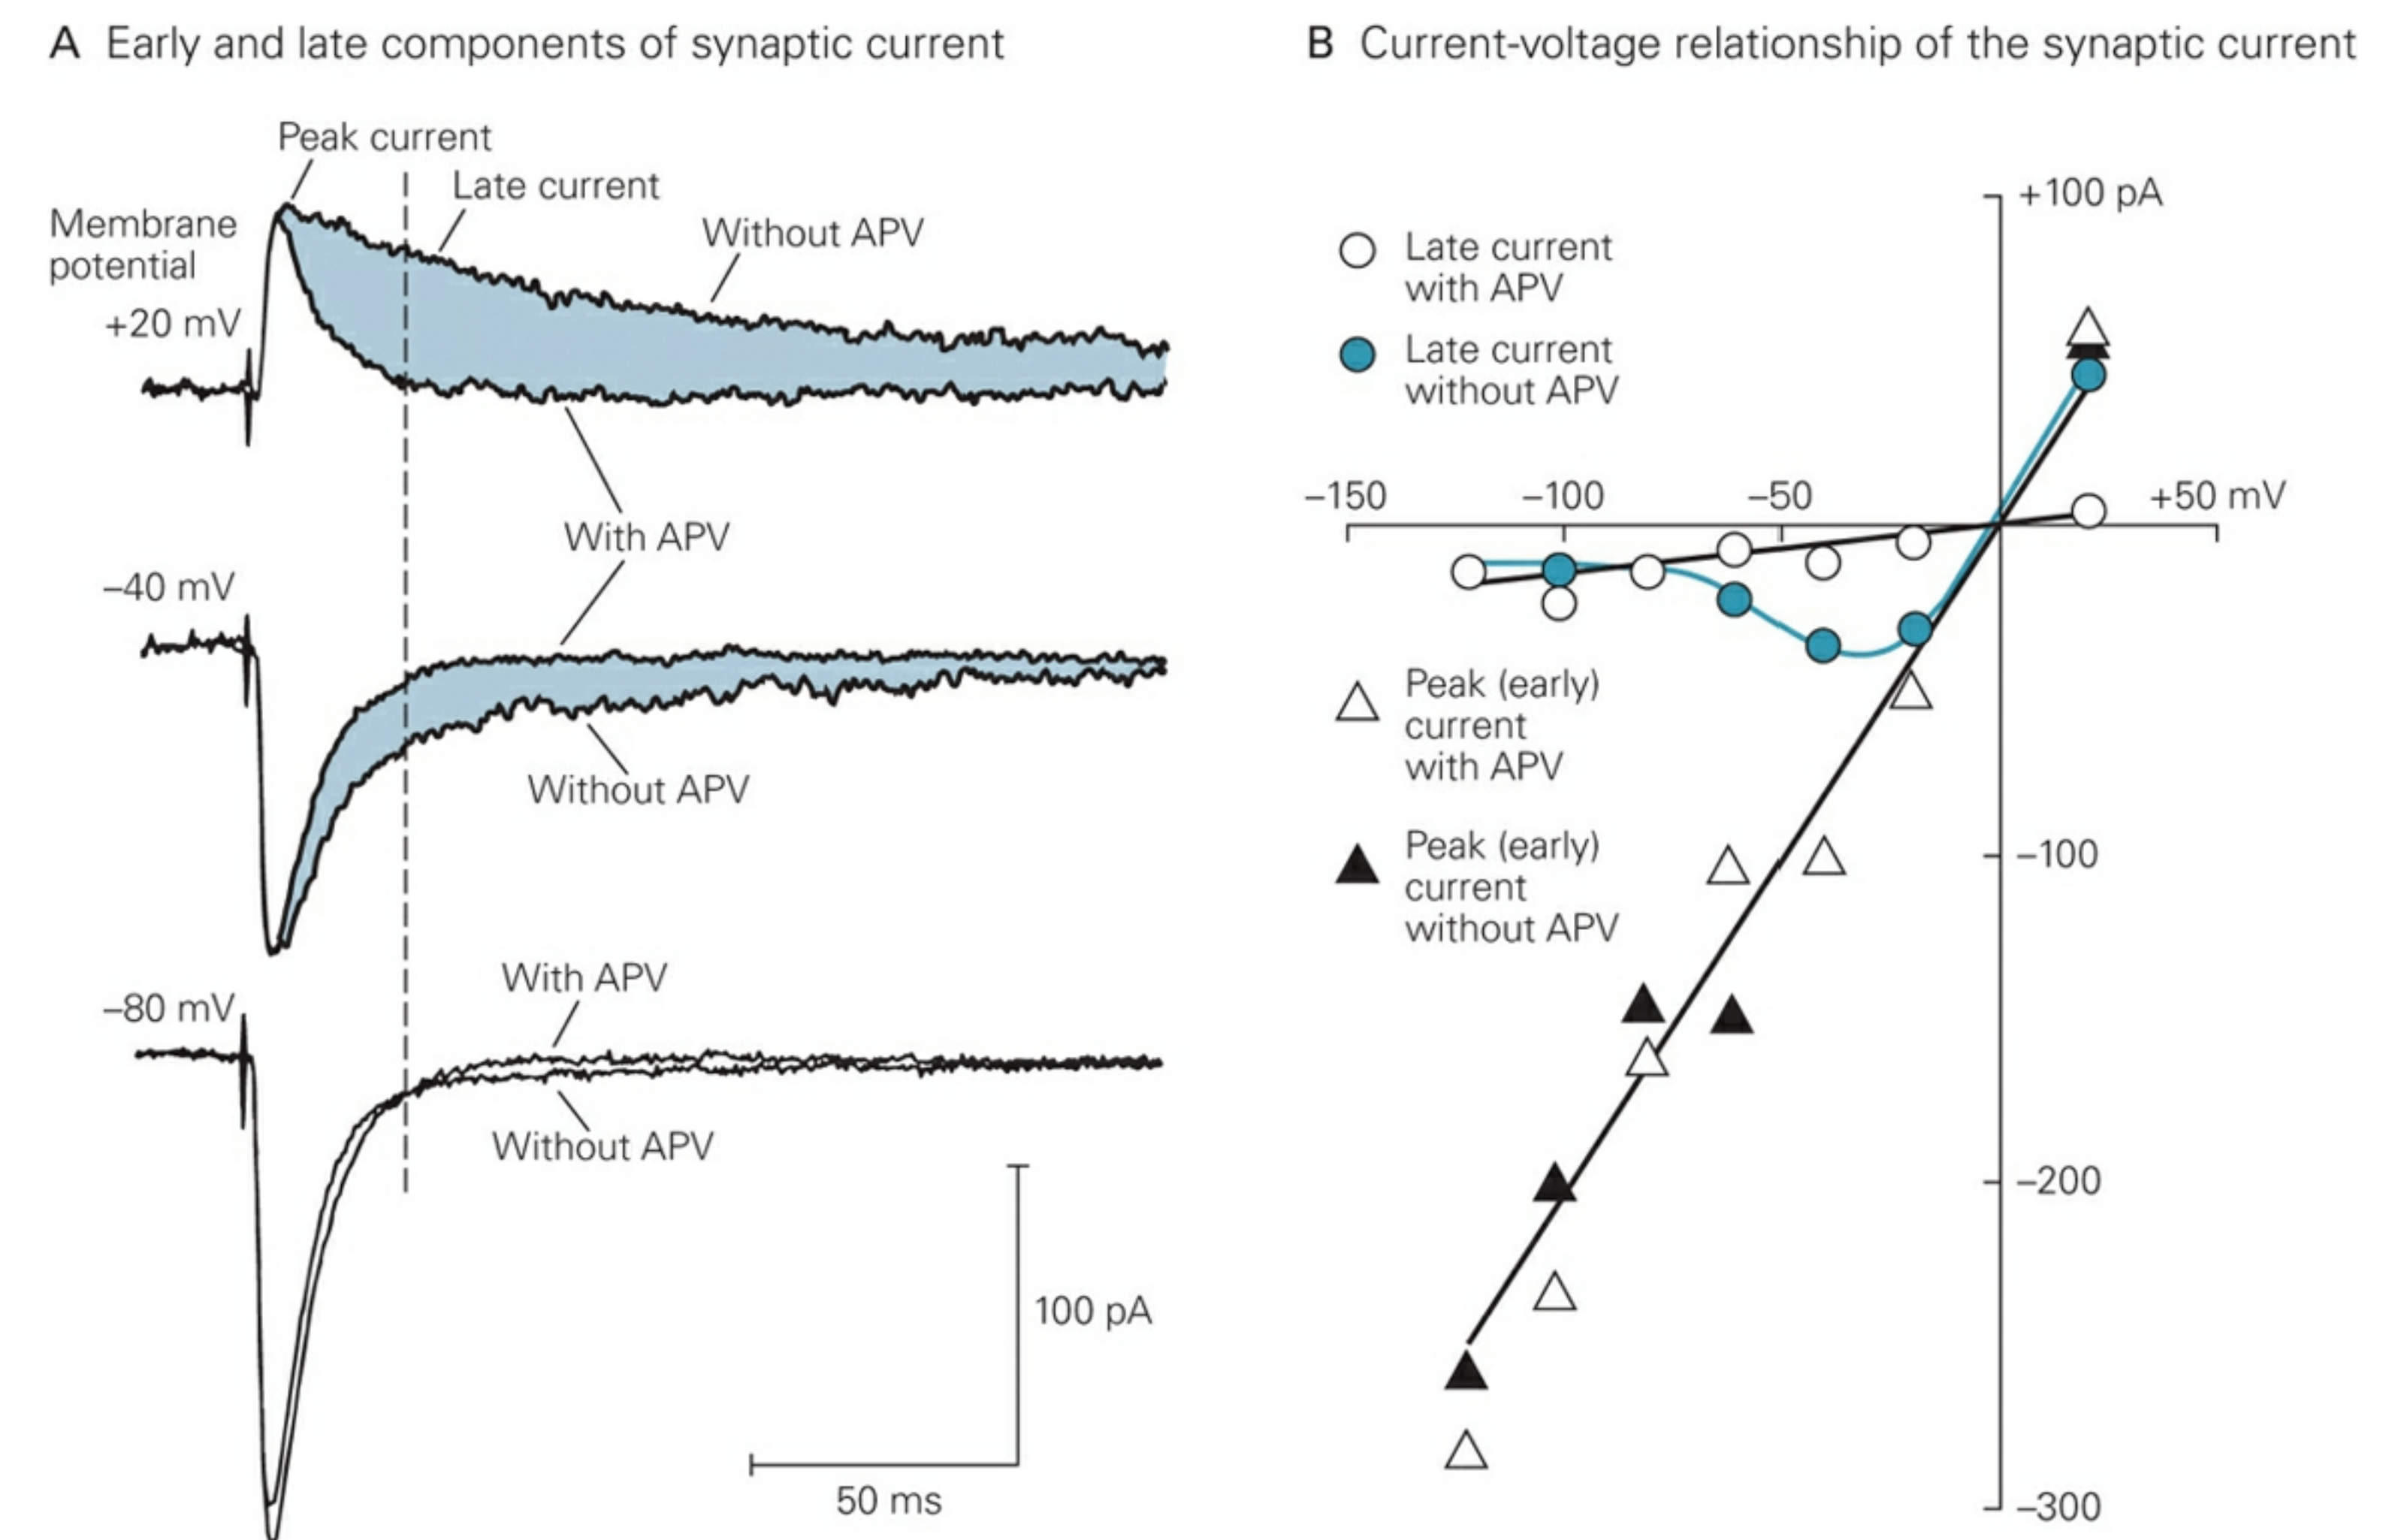 A Early and late components of synaptic current
Peak current
Late current
Without APV
Membrane
potential
+20 mV
With APV
–40 mV
Without APV
With APV
–80 mV
Without APV
100 pA
50 ms
B Current-voltage relationship of the synaptic current
+100 pA
Late current
with APV
Late current
without APV
–150
–100
–50
+50 mV
Peak (early)
current
with APV
Peak (early)
current
without APV
–100
–200
–300